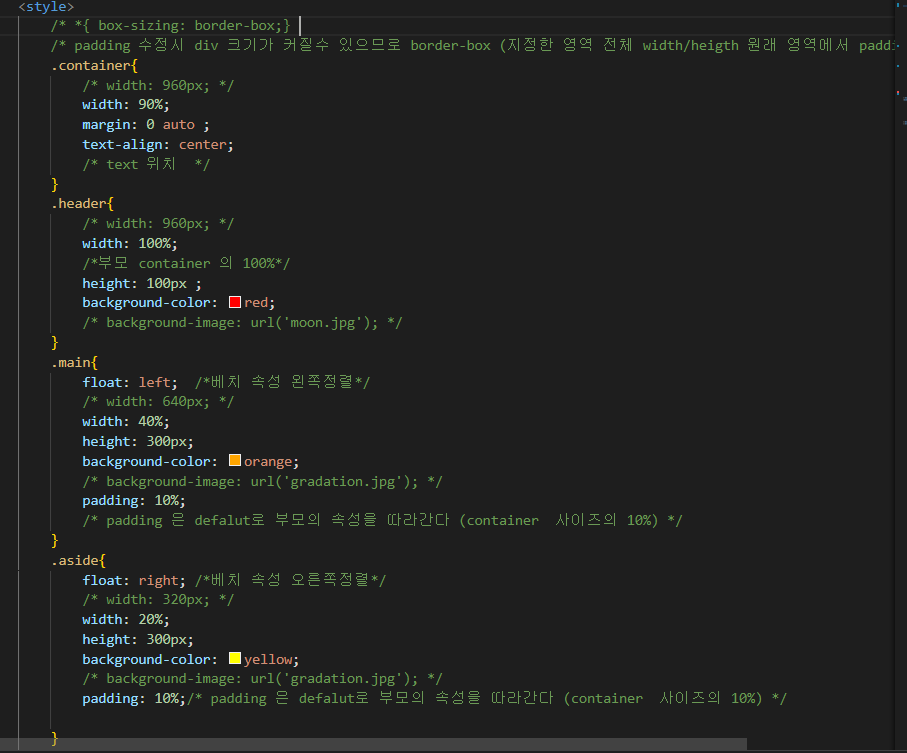 <style>
/* *{ box-sizing: border-box;}
/* padding 수정시 div 크기가 커질수 있으므로 border-box (지정한 영역 전체 width/heigth 원래 영역에서 paddi
.container{
/* width: 960px; */
width: 90%;
margin: 0 auto ;
text-align: center;
/* text 위치  */
}
.header{
/* width: 960px; */
width: 100%;
/*부모 container 의 100%*/
height: 100px ;
background-color: red;
/* background-image: url('moon.jpg'); */
}
.main{
float: left;  /*베치 속성 왼쪽정렬*/
/* width: 640px; */
width: 40%;
height: 300px;
background-color: orange;
/* background-image: url('gradation.jpg'); */
padding: 10%;
/* padding 은 defalut로 부모의 속성을 따라간다 (container  사이즈의 10%) */
}
.aside{
float: right; /*베치 속성 오른쪽정렬*/
/* width: 320px; */
width: 20%;
height: 300px;
background-color: yellow;
/* background-image: url('gradation.jpg'); */
padding: 10%;/* padding 은 defalut로 부모의 속성을 따라간다 (container  사이즈의 10%) */
}